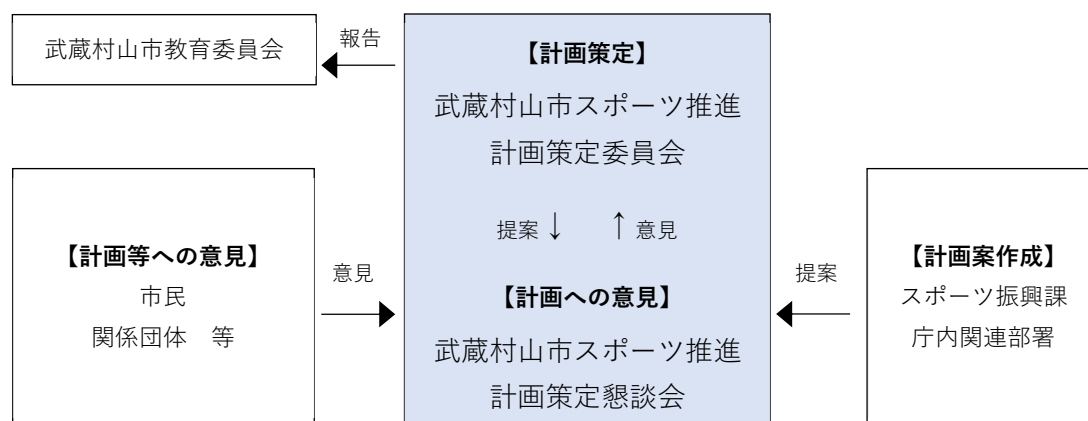 武蔵村山市教育委員会
報告
【計画策定】
武蔵村山市スポーツ推進
計画策定委員会
提案↓ ↑意見
【計画等への意見】
市民
関係団体　等
意見
【計画への意見】
武蔵村山市スポーツ推進
計画策定懇談会
提案
【計画案作成】
スポーツ振興課
庁内関連部署